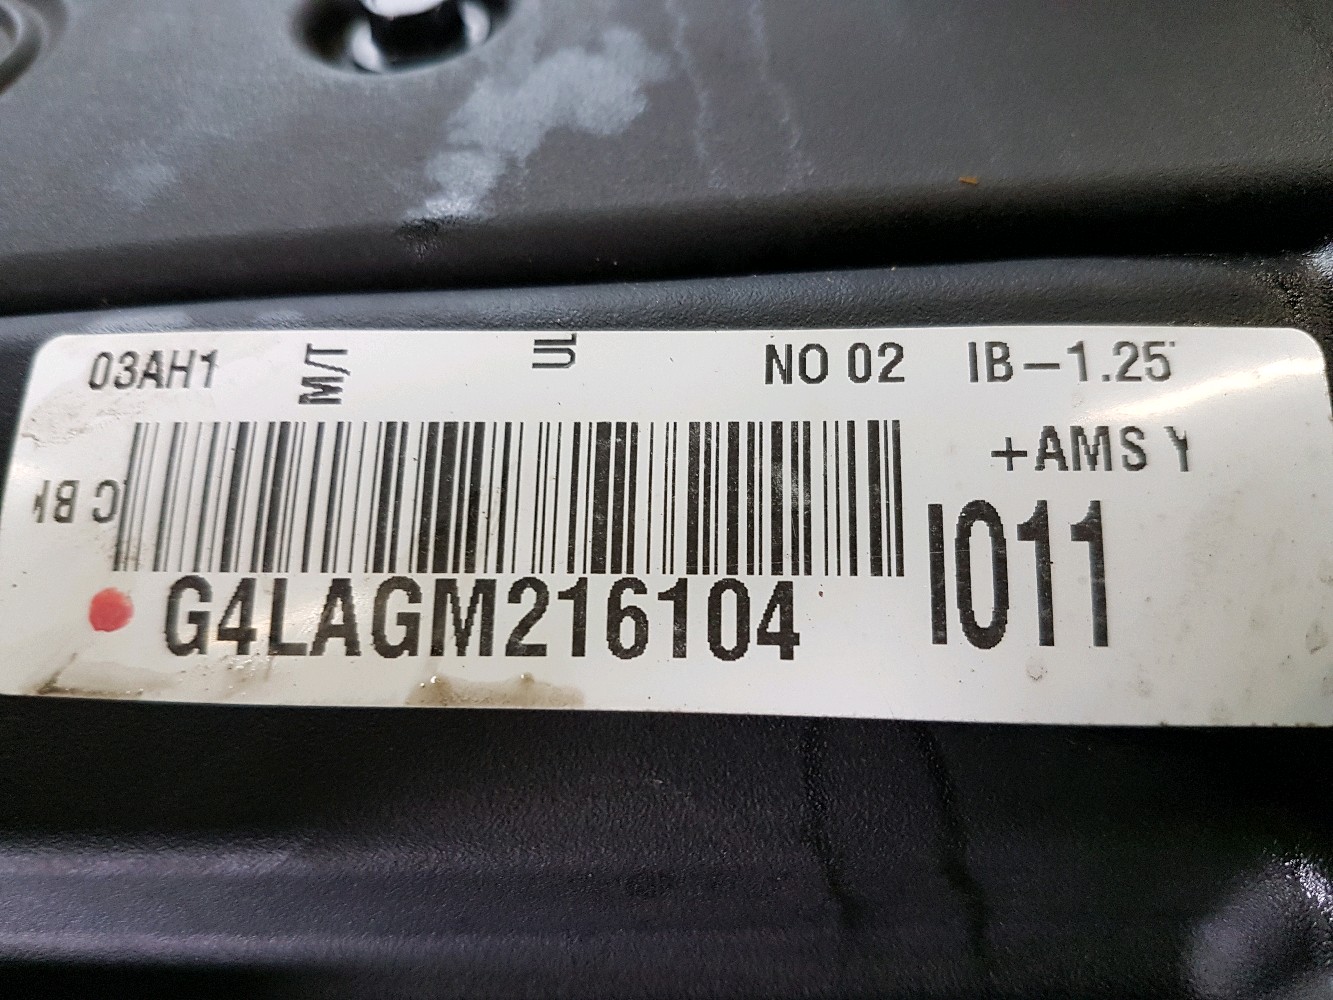 03AH1 M/T UL NO 02 IB-1.25
+AMS Y
C
I011
G4LAGM216104